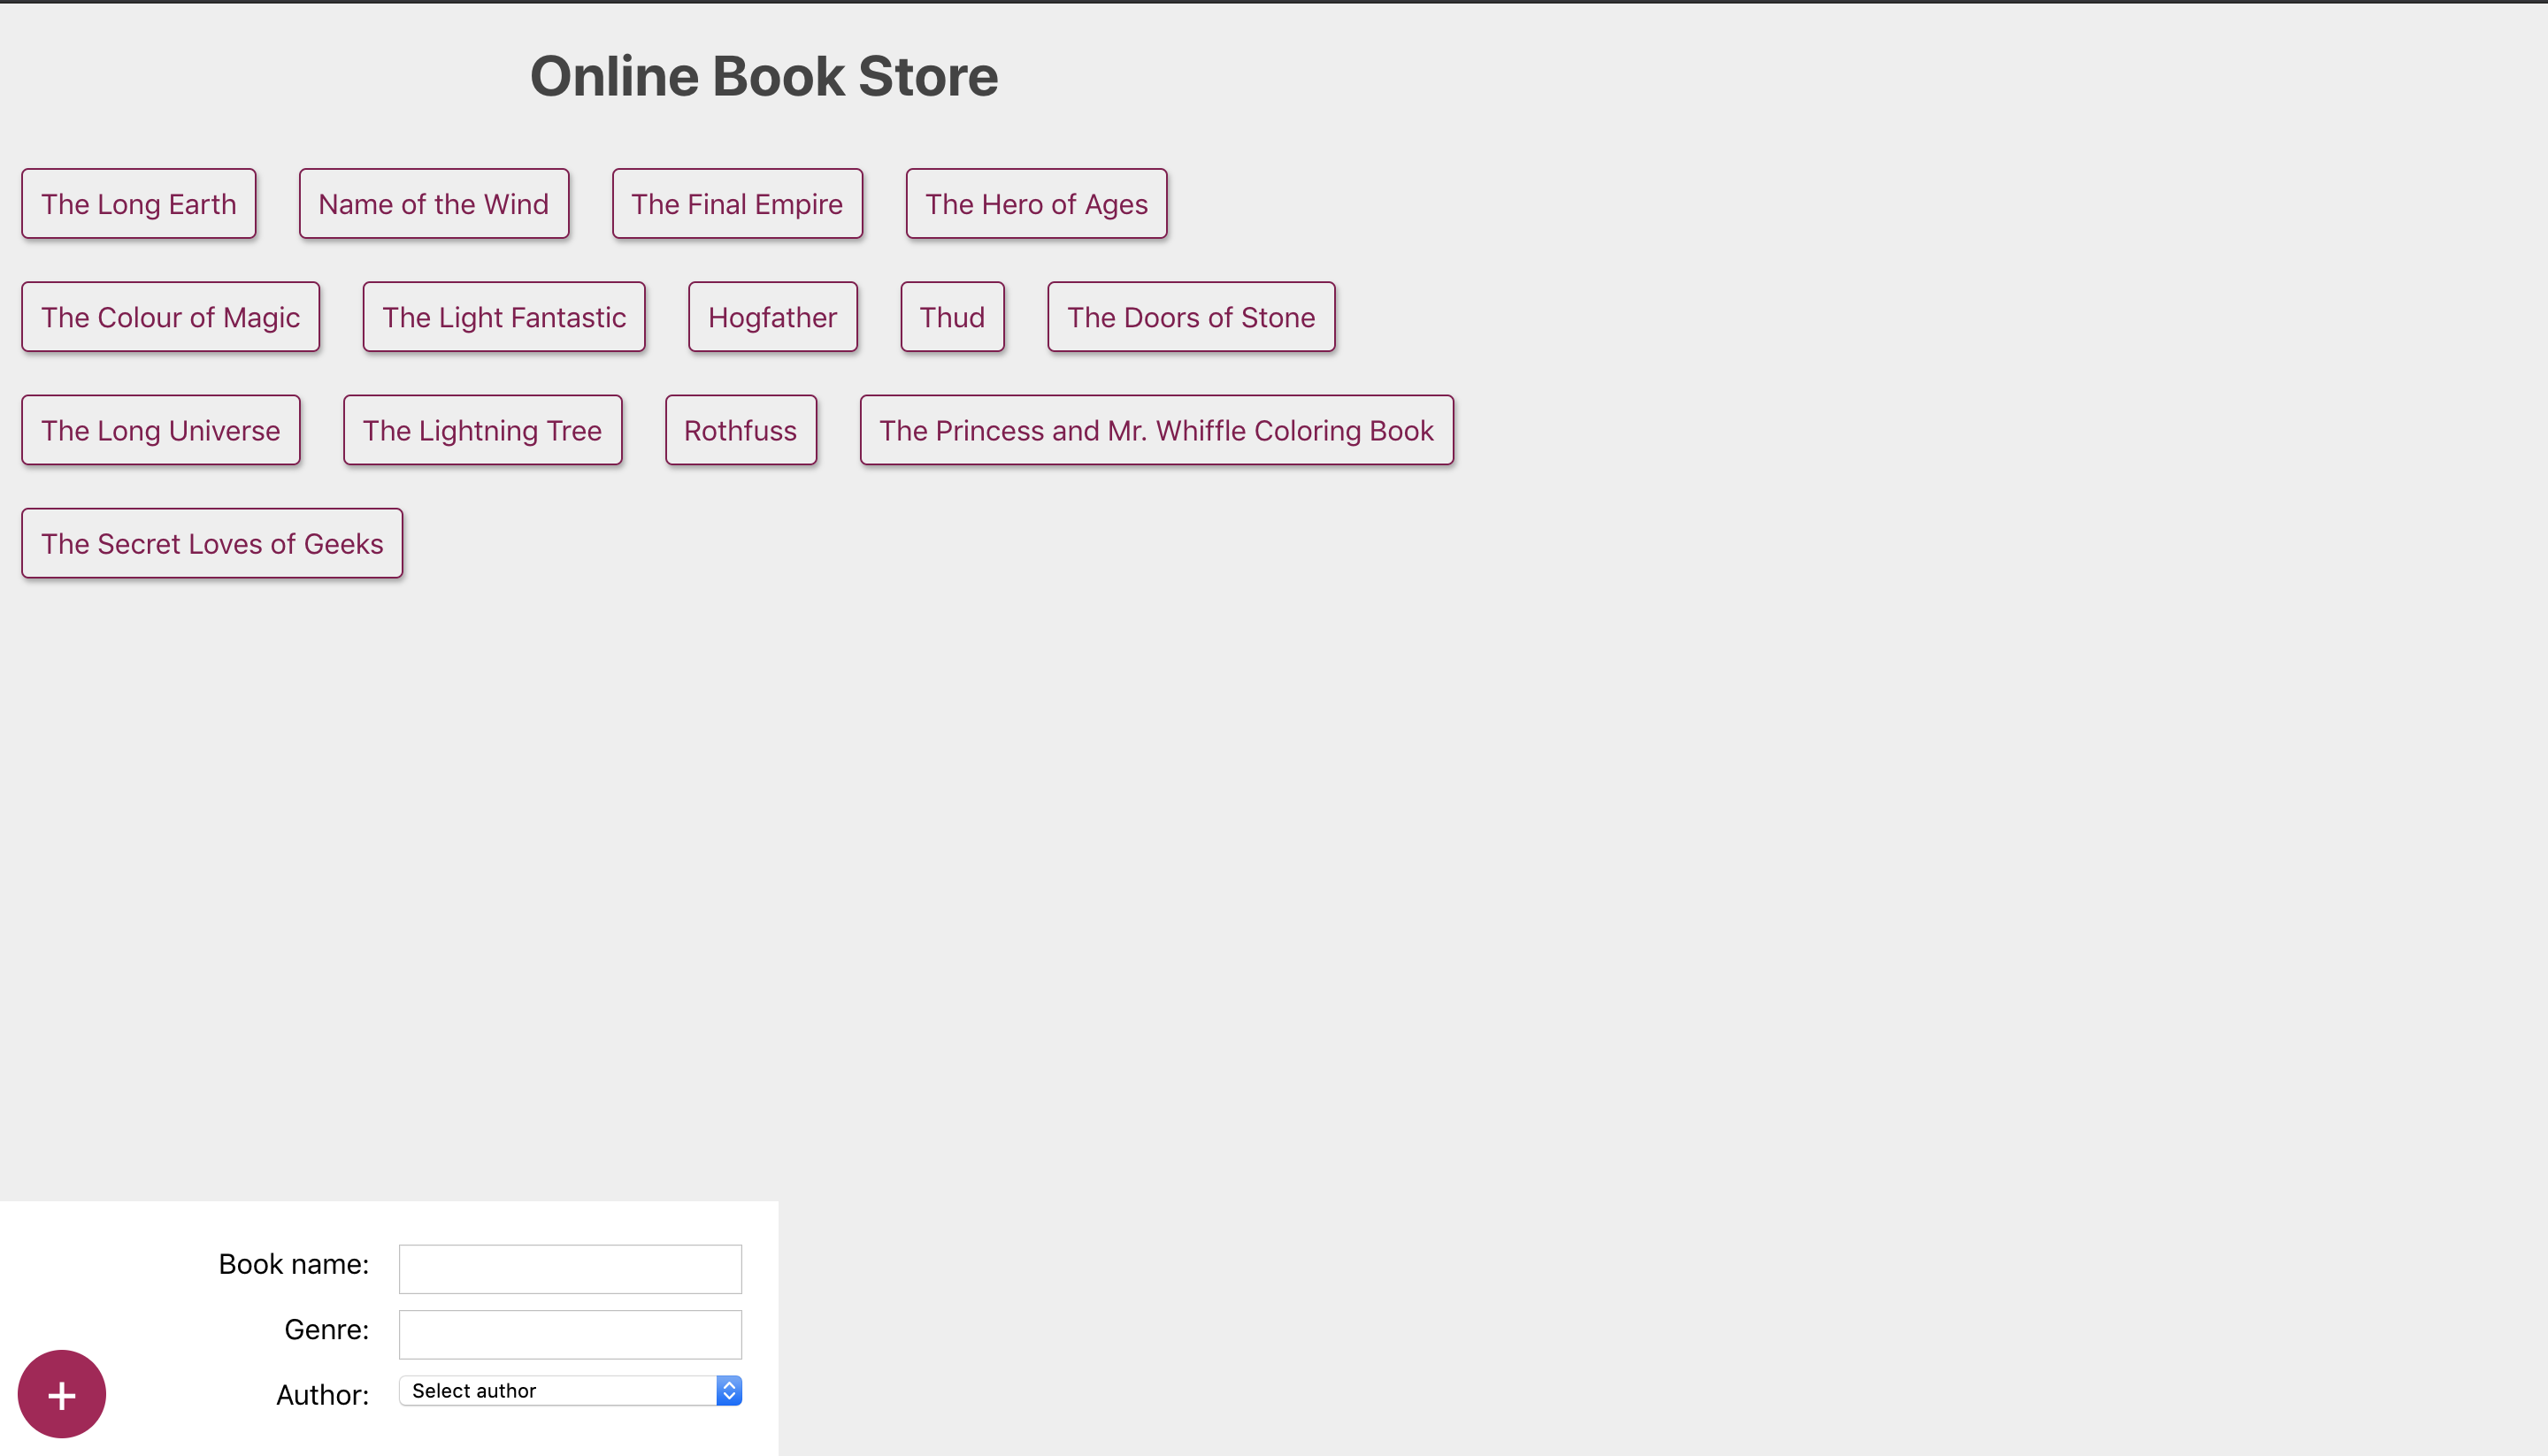 Online Book Store
The Long Earth Name of the Wind The Final Empire The Hero of Ages
The Colour of Magic The Light Fantastic Hogfather Thud The Doors of Stone
The Long Universe The Lightning Tree Rothfuss The Princess and Mr. Whiffle Coloring Book
The Secret Loves of Geeks
Book name:
Genre:
Author: Select author
+